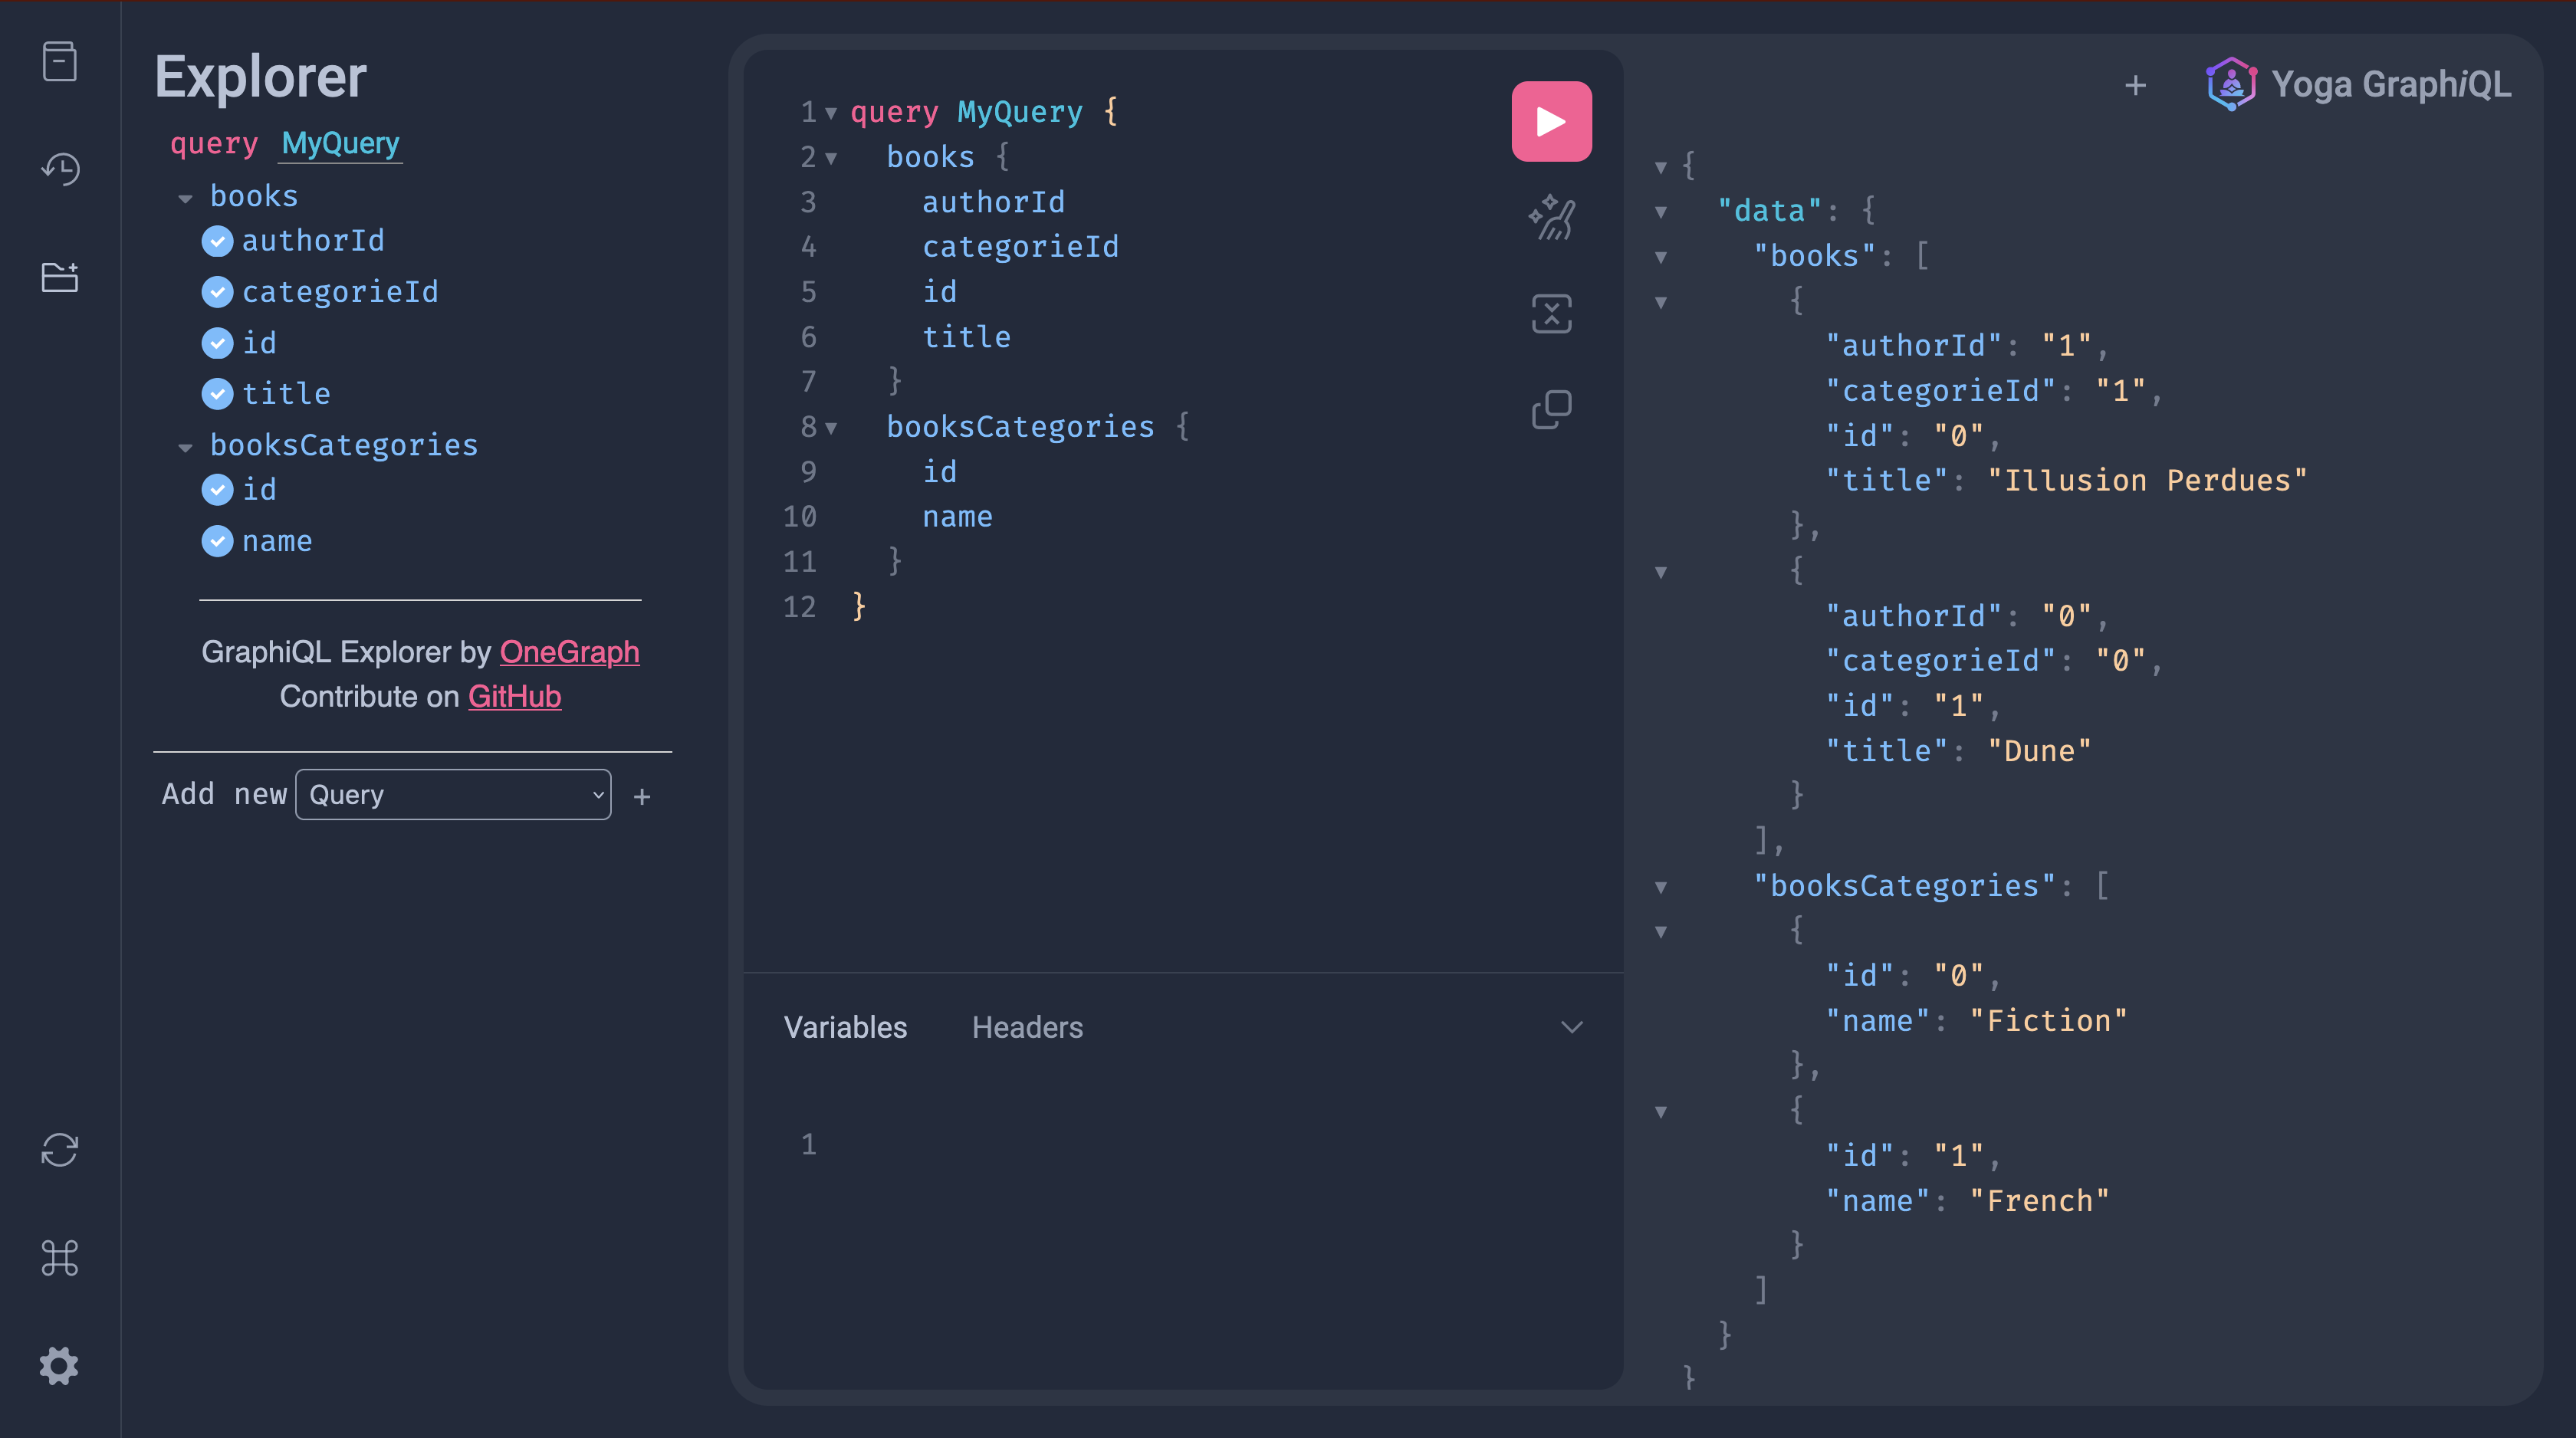 Explorer
query MyQuery
books
authorId
categorieId
id
title
booksCategories
id
name
GraphiQL Explorer by OneGraph
Contribute on GitHub
Add new Query +
1 query MyQuery {
2 books {
3 authorId
4 categorieId
5 id
6 title
7 }
8 booksCategories {
9 id
10 name
11 }
12 }
Variables Headers
1
+ Yoga GraphiQL
{
"data": {
"books": [
{
"authorId": "1",
"categorieId": "1",
"id": "0",
"title": "Illusion Perdues"
},
{
"authorId": "0",
"categorieId": "0",
"id": "1",
"title": "Dune"
}
],
"booksCategories": [
{
"id": "0",
"name": "Fiction"
},
{
"id": "1",
"name": "French"
}
]
}
}